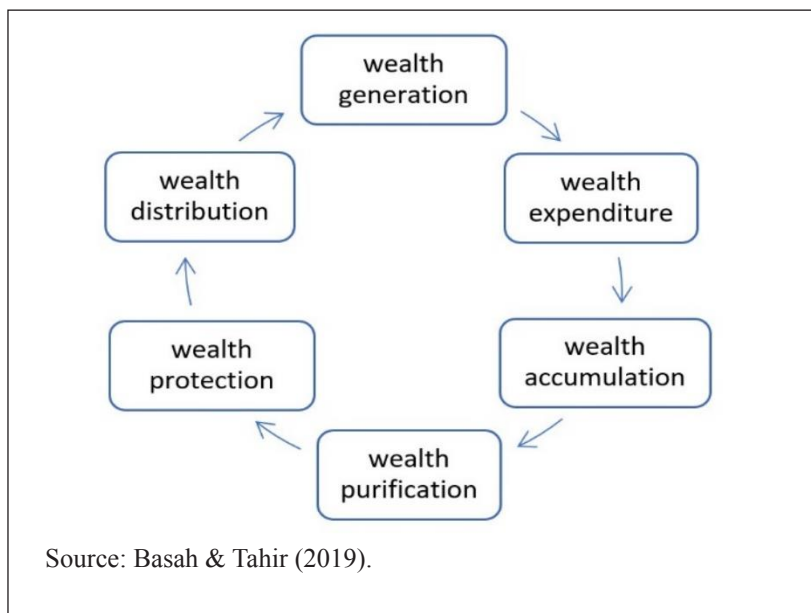 wealth
generation
wealth
expenditure
wealth
accumulation
wealth
purification
wealth
protection
wealth
distribution
Source: Basah & Tahir (2019).